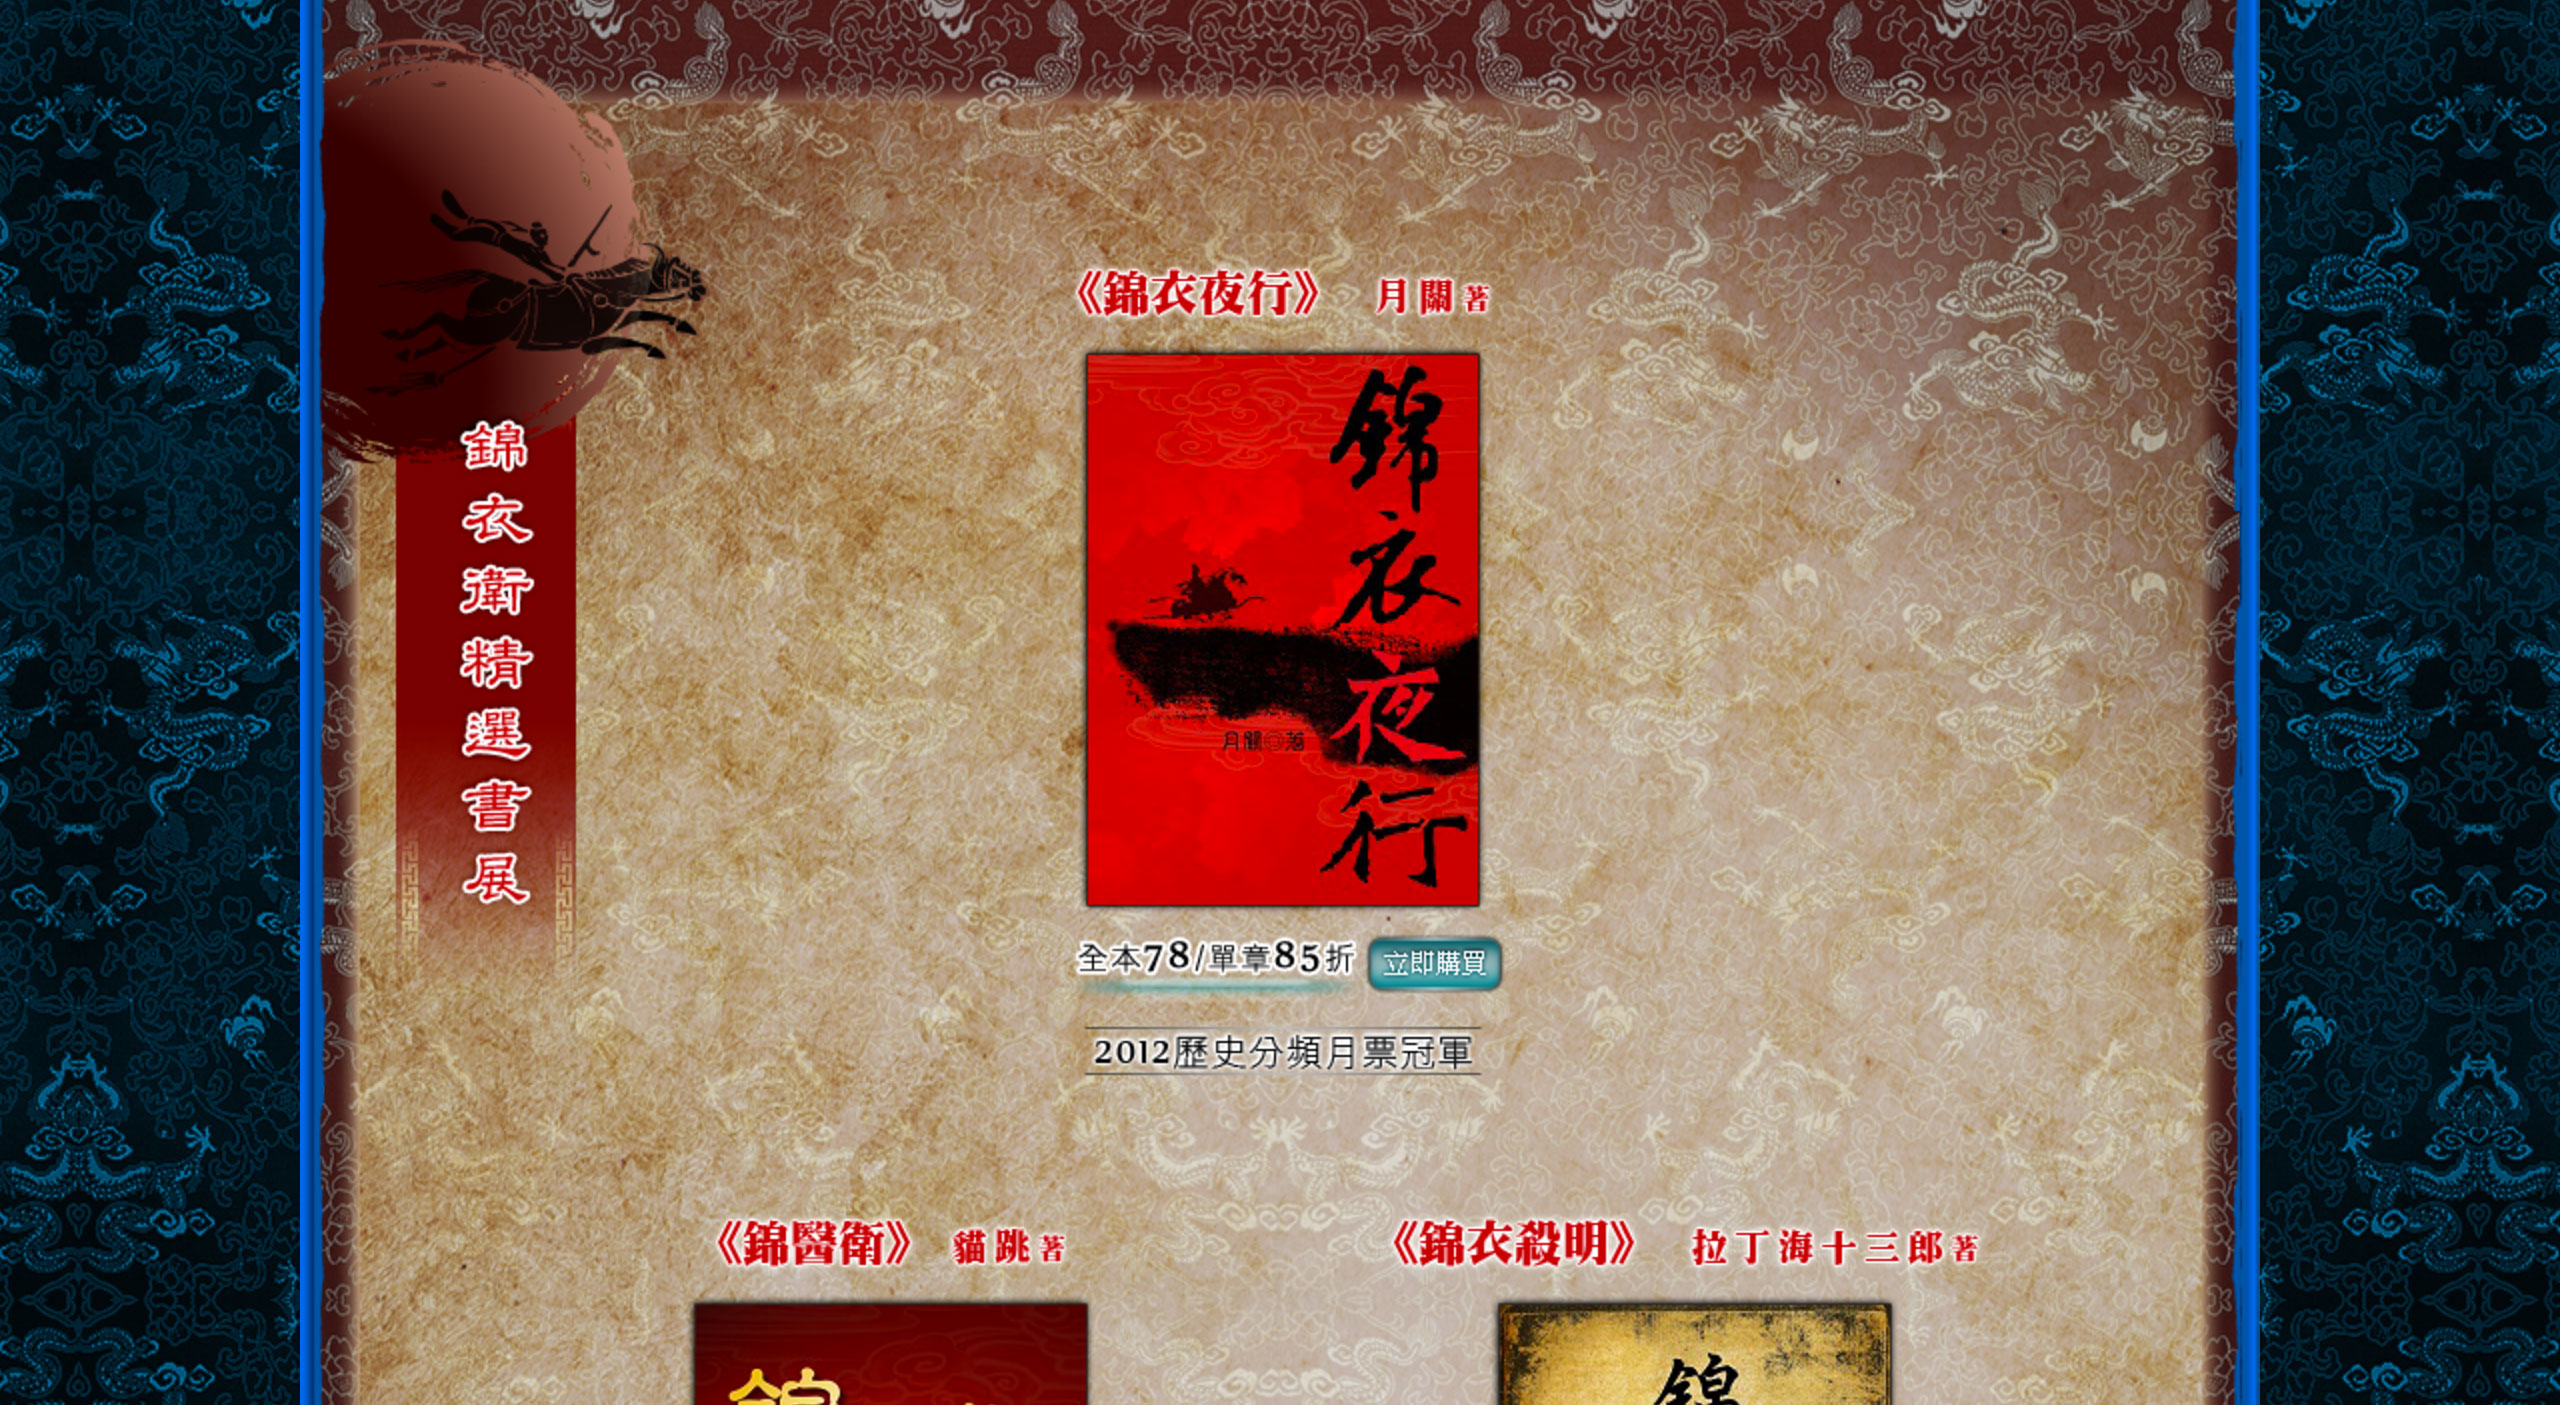 錦衣衛精選書展
《錦衣夜行》 月關著
錦衣夜行
月關◎著
全本78/單章85折 立即購買
2012歷史分頻月票冠軍
《錦醫衛》 貓跳著
《錦衣殺明》 拉丁海十三郎著
錦
錦